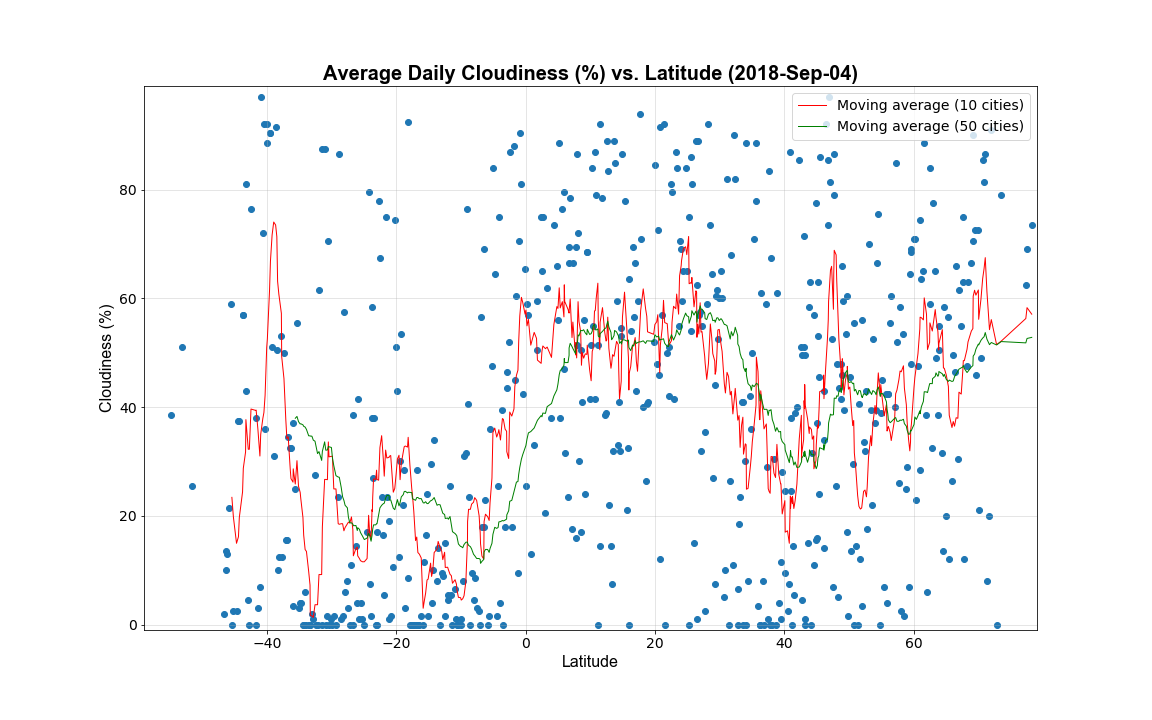 Average Daily Cloudiness (%) vs. Latitude (2018-Sep-04)
Moving average (10 cities)
Moving average (50 cities)
80
60
40
20
0
Cloudiness (%)
−40 −20 0 20 40 60
Latitude